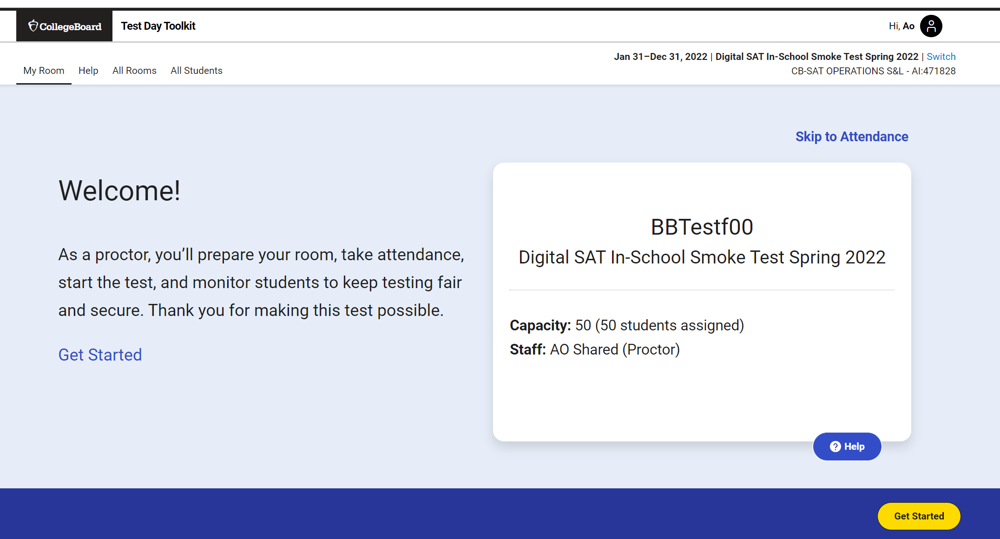 CollegeBoard
Test Day Toolkit
Hi, Ao
Jan 31–Dec 31, 2022 | Digital SAT In-School Smoke Test Spring 2022 | Switch
CB-SAT OPERATIONS S&L - AI:471828
My Room Help All Rooms All Students
Skip to Attendance
Welcome!
As a proctor, you’ll prepare your room, take attendance,
start the test, and monitor students to keep testing fair
and secure. Thank you for making this test possible.
Get Started
BBTestf00
Digital SAT In-School Smoke Test Spring 2022
Capacity: 50 (50 students assigned)
Staff: AO Shared (Proctor)
? Help
Get Started